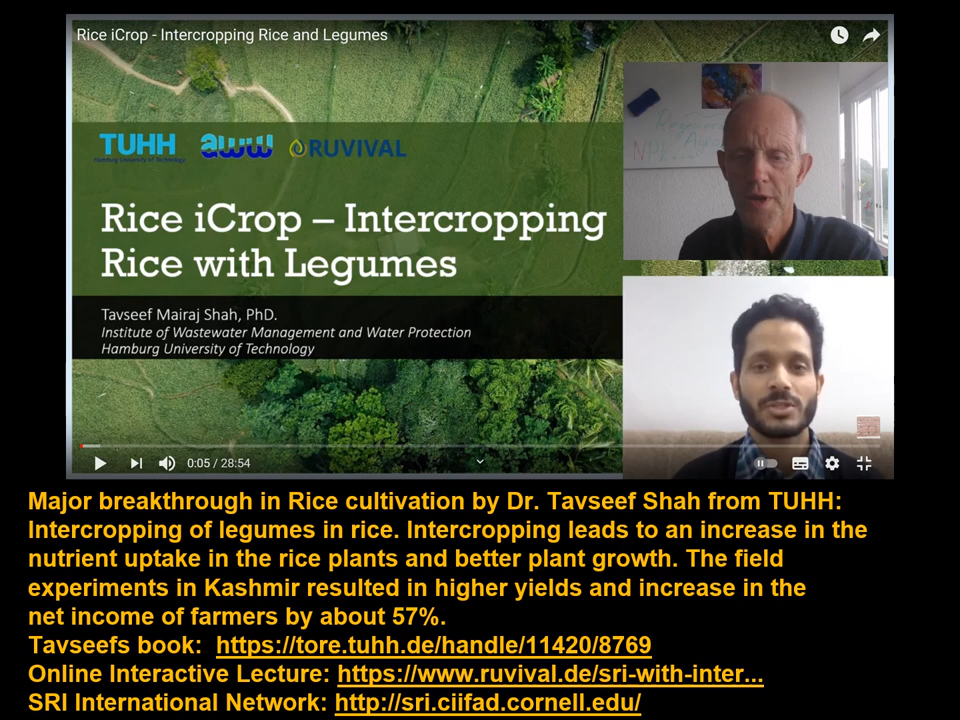 Rice iCrop - Intercropping Rice and Legumes
TUHH
Hamburg University of Technology
aww
RUVIVAL
Rice iCrop – Intercropping
Rice with Legumes
Tavseef Mairaj Shah, PhD.
Institute of Wastewater Management and Water Protection
Hamburg University of Technology
0:05 / 28:54
Major breakthrough in Rice cultivation by Dr. Tavseef Shah from TUHH:
Intercropping of legumes in rice. Intercropping leads to an increase in the
nutrient uptake in the rice plants and better plant growth. The field
experiments in Kashmir resulted in higher yields and increase in the
net income of farmers by about 57%.
Tavseefs book: https://tore.tuhh.de/handle/11420/8769
Online Interactive Lecture: https://www.ruvival.de/sri-with-inter...
SRI International Network: http://sri.ciifad.cornell.edu/